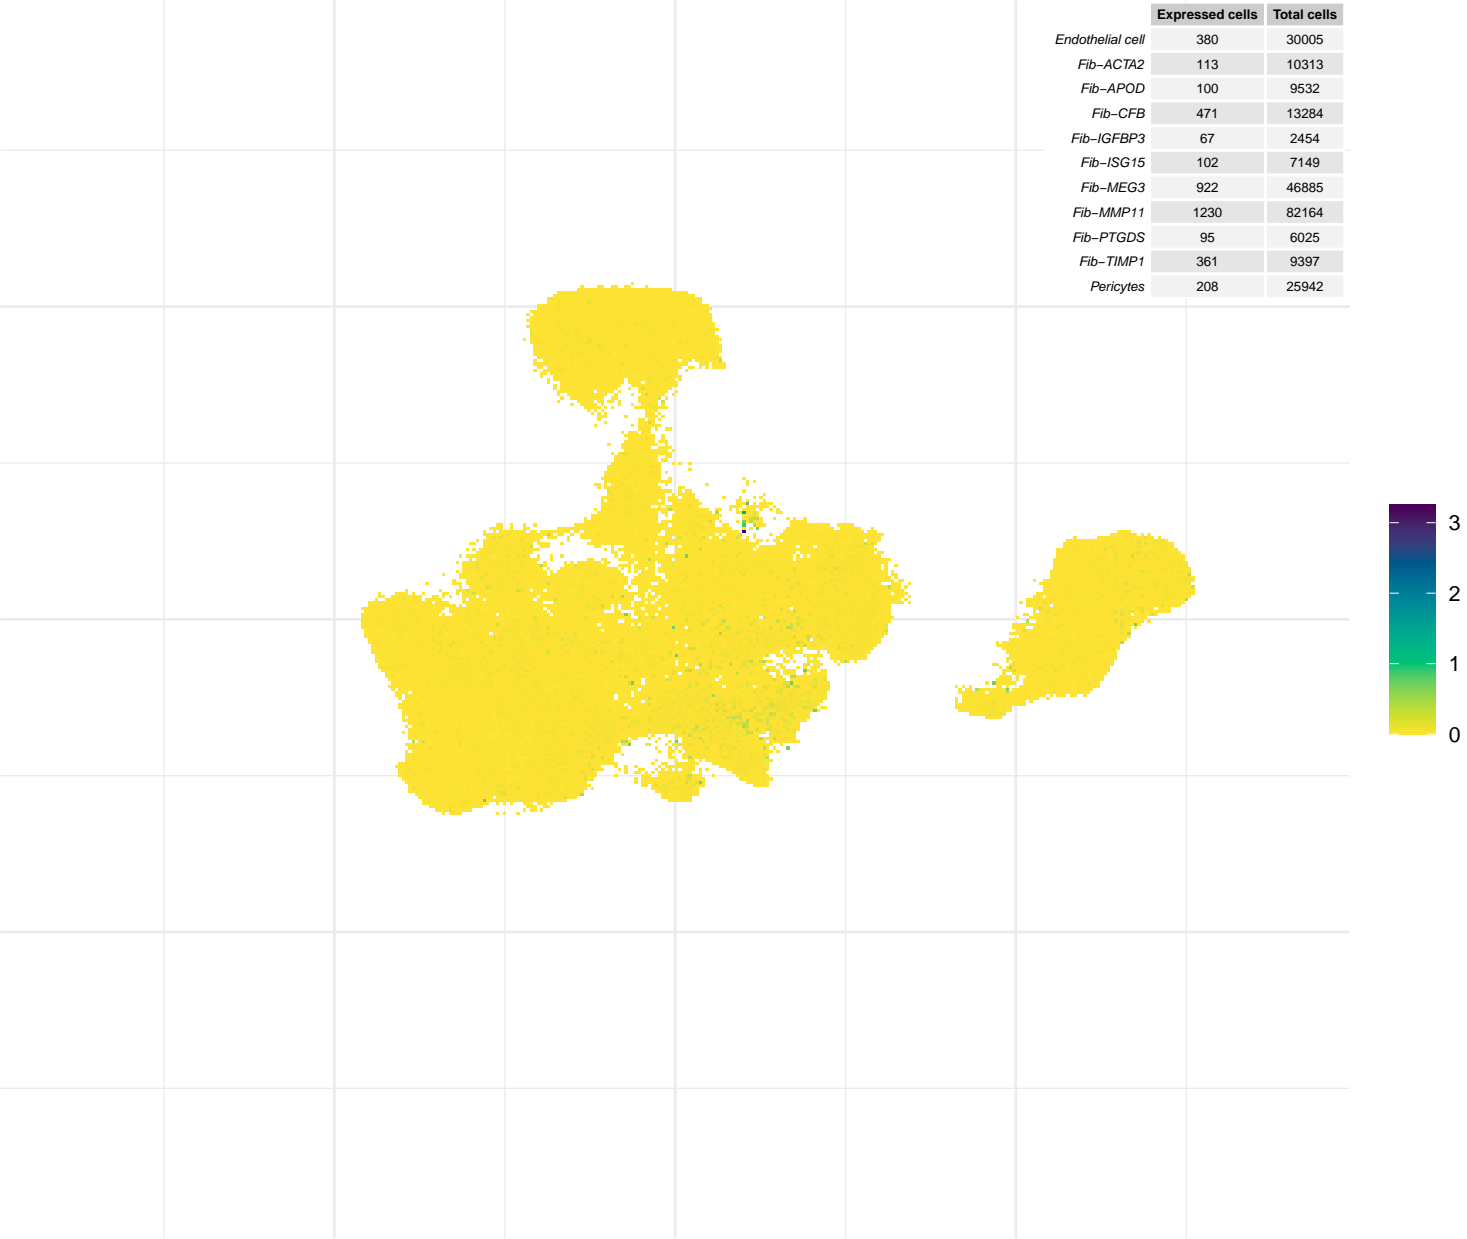 Expressed cells Total cells
Endothelial cell 380 30005
Fib−ACTA2 113 10313
Fib−APOD 100 9532
Fib−CFB 471 13284
Fib−IGFBP3 67 2454
Fib−ISG15 102 7149
Fib−MEG3 922 46885
Fib−MMP11 1230 82164
Fib−PTGDS 95 6025
Fib−TIMP1 361 9397
Pericytes 208 25942
3
2
1
0